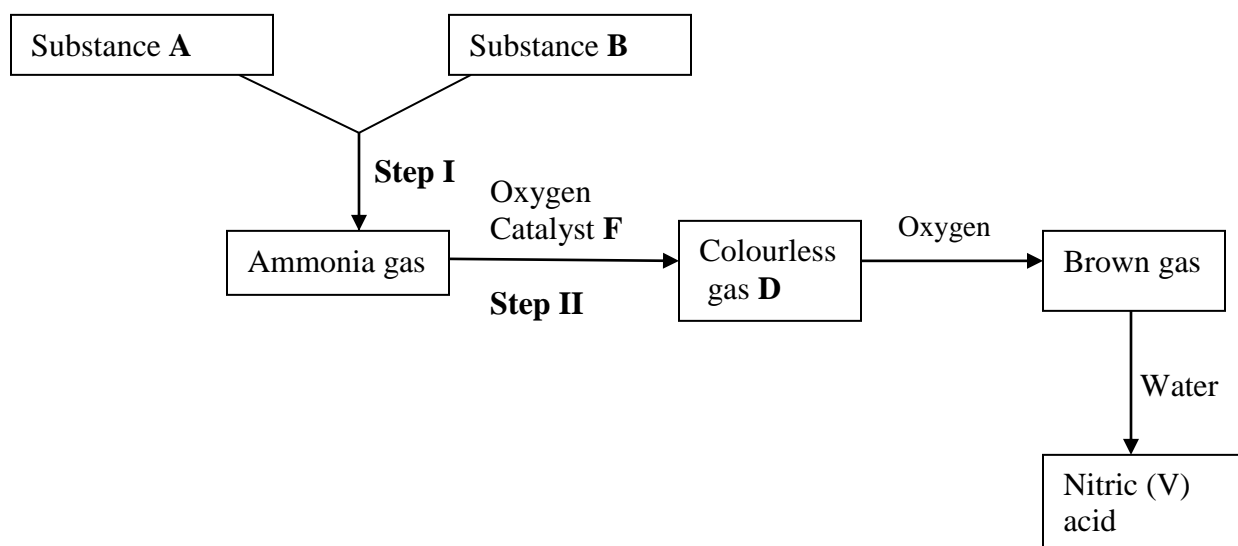 Substance A
Substance B
Step I
Oxygen
Catalyst F
Step II
Ammonia gas
Colourless
gas D
Oxygen
Brown gas
Water
Nitric (V)
acid